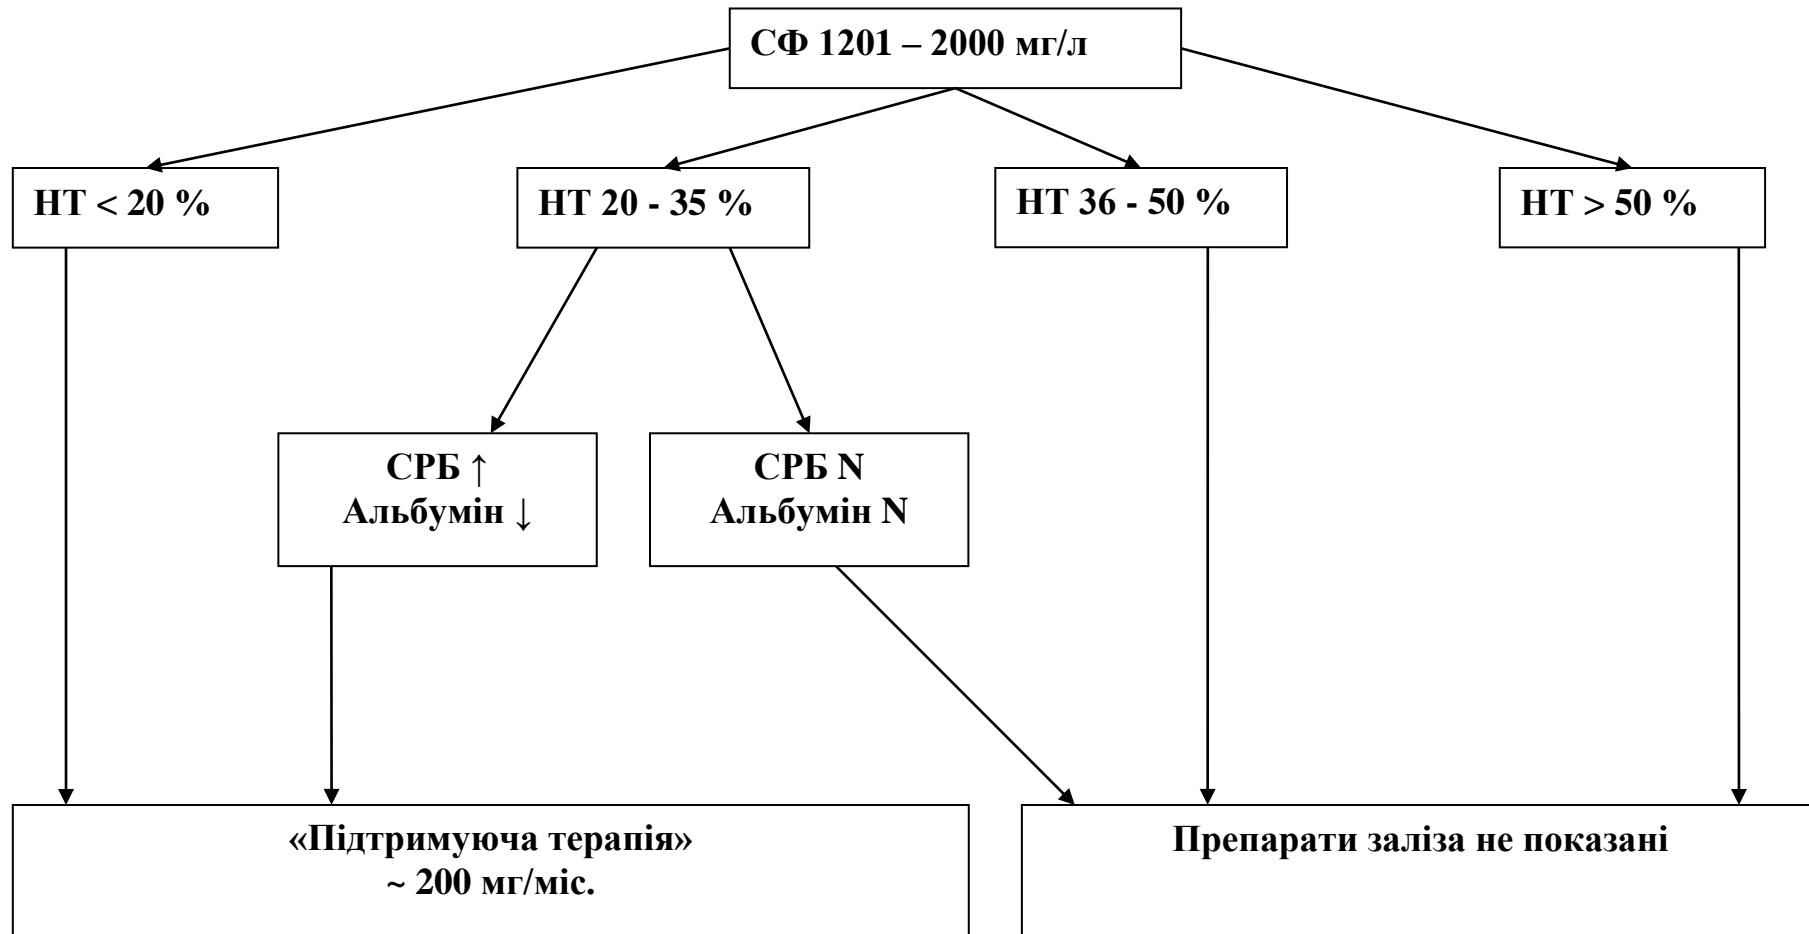 СФ 1201 – 2000 мг/л
НТ < 20 %
НТ 20 - 35 %
НТ 36 - 50 %
НТ > 50 %
СРБ ↑
Альбумін ↓
СРБ N
Альбумін N
«Підтримуюча терапія»
~ 200 мг/міс.
Препарати заліза не показані